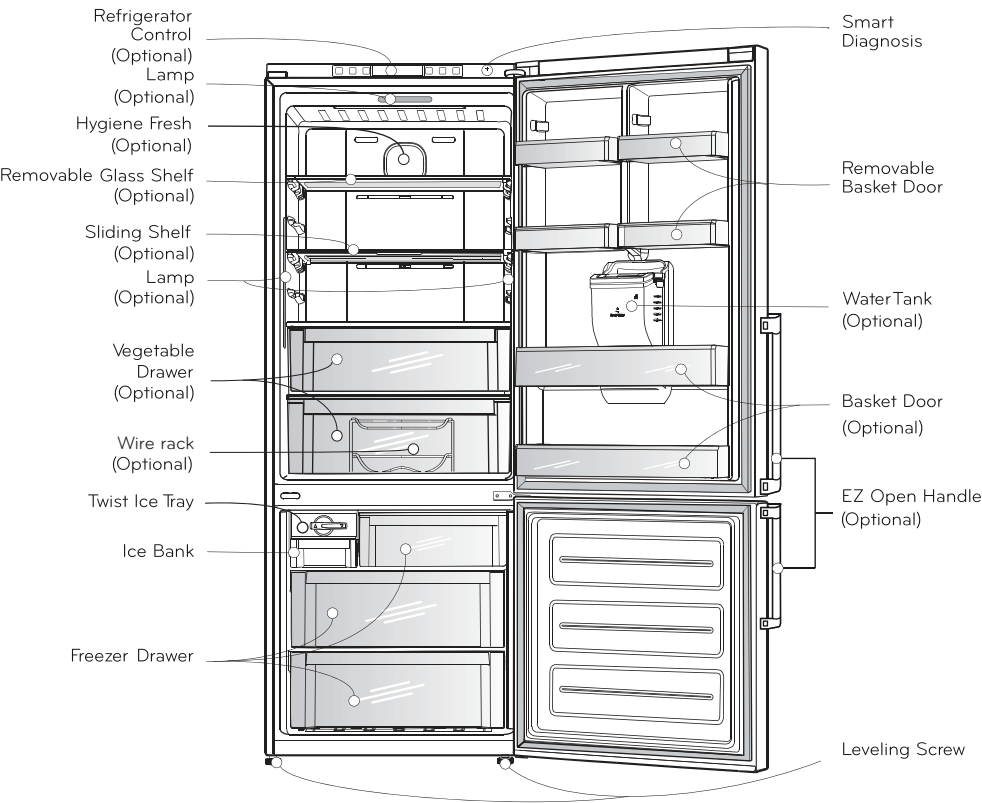 Refrigerator
Control
(Optional)
Lamp
(Optional)
Hygiene Fresh
(Optional)
Removable Glass Shelf
(Optional)
Sliding Shelf
(Optional)
Lamp
(Optional)
Vegetable
Drawer
(Optional)
Wire rack
(Optional)
Twist Ice Tray
Ice Bank
Freezer Drawer
Smart
Diagnosis
Removable
Basket Door
Water Tank
(Optional)
Basket Door
(Optional)
EZ Open Handle
(Optional)
Leveling Screw